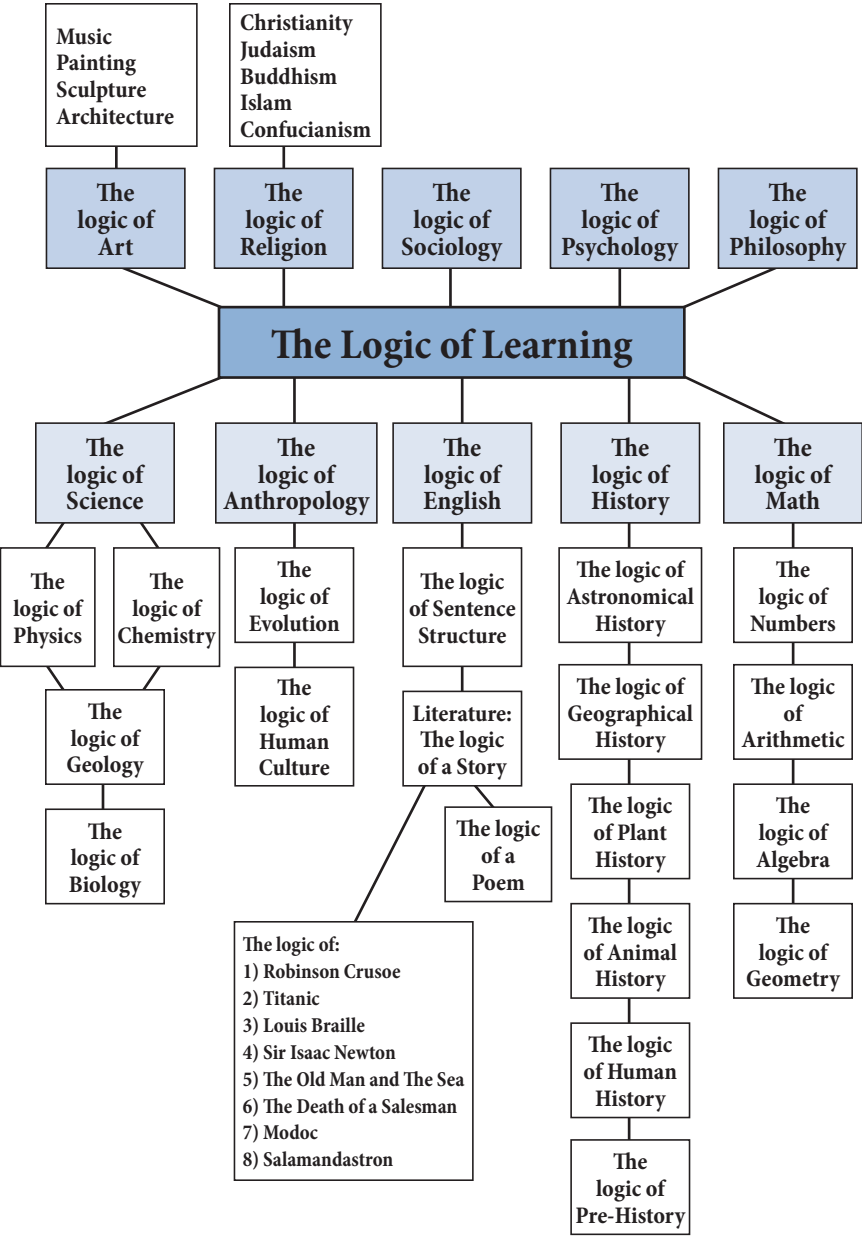 Music
Painting
Sculpture
Architecture
Christianity
Judaism
Buddhism
Islam
Confucianism
The
logic of
Art
The
logic of
Religion
The
logic of
Sociology
The
logic of
Psychology
The
logic of
Philosophy
The Logic of Learning
The
logic of
Science
The
logic of
Anthropology
The
logic of
English
The
logic of
History
The
logic of
Math
The
logic of
Physics
The
logic of
Chemistry
The
logic of
Geology
The
logic of
Biology
The
logic of
Evolution
The
logic of
Human
Culture
The logic
of Sentence
Structure
Literature:
The logic
of a Story
The logic
of a
Poem
The logic of:
1) Robinson Crusoe
2) Titanic
3) Louis Braille
4) Sir Isaac Newton
5) The Old Man and The Sea
6) The Death of a Salesman
7) Modoc
8) Salamandastron
The logic of
Astronomical
History
The logic of
Geographical
History
The logic
of Plant
History
The logic
of Animal
History
The logic
of Human
History
The
logic of
Pre-History
The
logic of
Numbers
The logic
of
Arithmetic
The
logic of
Algebra
The
logic of
Geometry